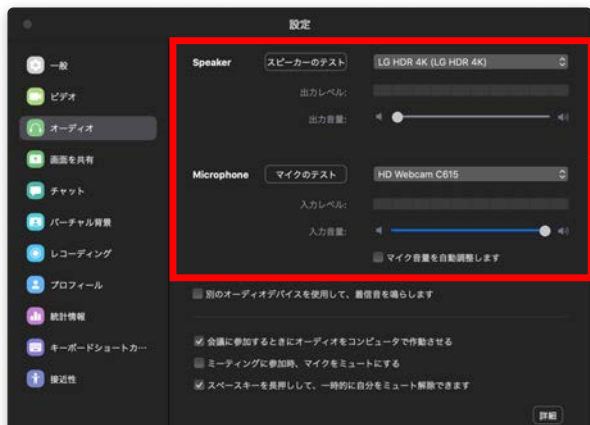 設定
一般
ビデオ
オーディオ
画面を共有
チャット
バーチャル背景
レコーディング
プロフィール
統計情報
キーボードショートカ…
接近性
Speaker スピーカーのテスト LG HDR 4K (LG HDR 4K)
出力レベル:
出力音量:
Microphone マイクのテスト HD Webcam C615
入力レベル:
入力音量:
マイク音量を自動調整します
別のオーディオデバイスを使用して、着信音を鳴らします
会議に参加するときにオーディオをコンピュータで作動させる
ミーティングに参加時、マイクをミュートにする
スペースキーを長押しして、一時的に自分をミュート解除できます
詳細